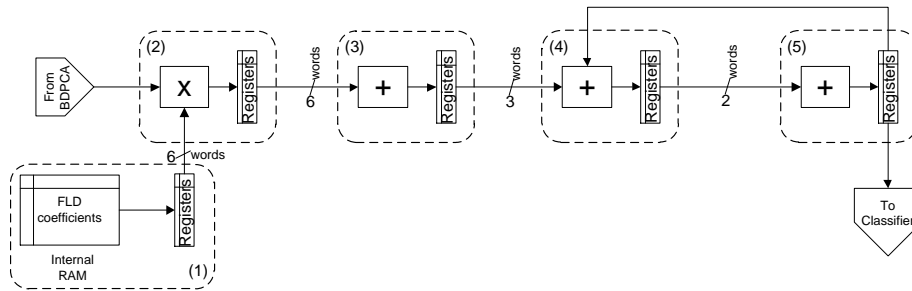 (2)
(3)
(4)
(5)
From
BDPCA
X
Registers
words
6
+
Registers
words
3
+
Registers
words
2
+
Registers
6
words
FLD
coefficients
Registers
Internal
RAM
(1)
To
Classifier